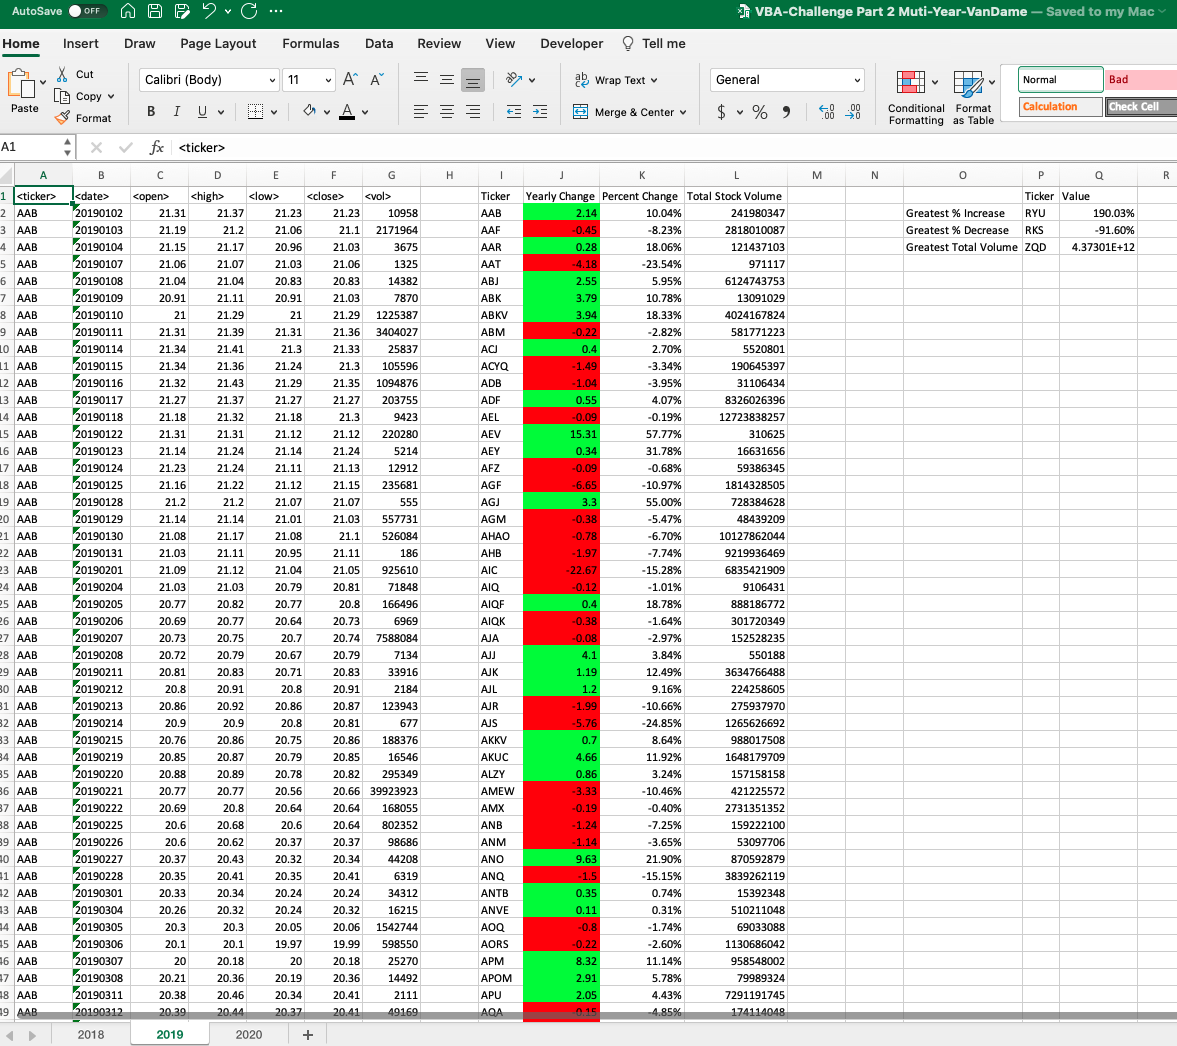 AutoSave OFF
VBA-Challenge Part 2 Muti-Year-VanDame — Saved to my Mac
Home Insert Draw Page Layout Formulas Data Review View Developer Tell me
Paste Cut Copy Format
Calibri (Body) 11
B I U A
ab Wrap Text
Merge & Center
General
$ % 9
Conditional Formatting
Format as Table
Normal Bad
Calculation Check Cell
A1 fx <ticker>
A B C D E F G H I J K L M N O P Q R
1 <ticker> <date> <open> <high> <low> <close> <vol> Ticker Yearly Change Percent Change Total Stock Volume Ticker Value
2 AAB 20190102 21.31 21.37 21.23 21.23 10958 AAB 2.14 10.04% 241980347 Greatest % Increase RYU 190.03%
3 AAB 20190103 21.19 21.2 21.06 21.1 2171964 AAF -0.45 -8.23% 2818010087 Greatest % Decrease RKS -91.60%
4 AAB 20190104 21.15 21.17 20.96 21.03 3675 AAR 0.28 18.06% 121437103 Greatest Total Volume ZQD 4.37301E+12
5 AAB 20190107 21.06 21.07 21.03 21.06 1325 AAT -4.18 -23.54% 971117
6 AAB 20190108 21.04 21.04 20.83 20.83 14382 ABJ 2.55 5.95% 6124743753
7 AAB 20190109 20.91 21.11 20.91 21.03 7870 ABK 3.79 10.78% 13091029
8 AAB 20190110 21 21.29 21 21.29 1225387 ABKV 3.94 18.33% 4024167824
9 AAB 20190111 21.31 21.39 21.31 21.36 3404027 ABM -0.22 -2.82% 581771223
10 AAB 20190114 21.34 21.41 21.3 21.33 25837 ACJ 0.4 2.70% 5520801
11 AAB 20190115 21.34 21.36 21.24 21.3 105596 ACYQ -1.49 -3.34% 190645397
12 AAB 20190116 21.32 21.43 21.29 21.35 1094876 ADB -1.04 -3.95% 31106434
13 AAB 20190117 21.27 21.37 21.27 21.27 203755 ADF 0.55 4.07% 8326026396
14 AAB 20190118 21.18 21.32 21.18 21.3 9423 AEL -0.09 -0.19% 12723838257
15 AAB 20190122 21.31 21.31 21.12 21.12 220280 AEV 15.31 57.77% 310625
16 AAB 20190123 21.14 21.24 21.14 21.24 5214 AEY 0.34 31.78% 16631656
17 AAB 20190124 21.23 21.24 21.11 21.13 12912 AFZ -0.09 -0.68% 59386345
18 AAB 20190125 21.16 21.22 21.12 21.15 235681 AGF -6.65 -10.97% 1814328505
19 AAB 20190128 21.2 21.2 21.07 21.07 555 AGJ 3.3 55.00% 728384628
20 AAB 20190129 21.14 21.14 21.01 21.03 557731 AGM -0.38 -5.47% 48439209
21 AAB 20190130 21.08 21.17 21.08 21.1 526084 AHAO -0.78 -6.70% 10127862044
22 AAB 20190131 21.03 21.11 20.95 21.11 186 AHB -1.97 -7.74% 9219936469
23 AAB 20190201 21.09 21.12 21.04 21.05 925610 AIC -22.67 -15.28% 6835421909
24 AAB 20190204 21.03 21.03 20.79 20.81 71848 AIQ -0.12 -1.01% 9106431
25 AAB 20190205 20.77 20.82 20.77 20.8 166496 AIQF 0.4 18.78% 888186772
26 AAB 20190206 20.69 20.77 20.64 20.73 6969 AIQK -0.38 -1.64% 301720349
27 AAB 20190207 20.73 20.75 20.7 20.74 7588084 AJA -0.08 -2.97% 152528235
28 AAB 20190208 20.72 20.79 20.67 20.79 7134 AJJ 4.1 3.84% 550188
29 AAB 20190211 20.81 20.83 20.71 20.83 33916 AJK 1.19 12.49% 3634766488
30 AAB 20190212 20.8 20.91 20.8 20.91 2184 AJL 1.2 9.16% 224258605
31 AAB 20190213 20.86 20.92 20.86 20.87 123943 AJR -1.99 -10.66% 275937970
32 AAB 20190214 20.9 20.9 20.8 20.81 677 AJS -5.76 -24.85% 1265626692
33 AAB 20190215 20.76 20.86 20.75 20.86 188376 AKKV 0.7 8.64% 988017508
34 AAB 20190219 20.85 20.87 20.79 20.85 16546 AKUC 4.66 11.92% 1648179709
35 AAB 20190220 20.88 20.89 20.78 20.82 295349 ALZY 0.86 3.24% 157158158
36 AAB 20190221 20.77 20.77 20.56 20.66 39923923 AMEW -3.33 -10.46% 421225572
37 AAB 20190222 20.69 20.8 20.64 20.64 168055 AMX -0.19 -0.40% 2731351352
38 AAB 20190225 20.6 20.68 20.6 20.64 802352 ANB -1.24 -7.25% 159222100
39 AAB 20190226 20.6 20.62 20.37 20.37 98686 ANM -1.14 -3.65% 53097706
40 AAB 20190227 20.37 20.43 20.32 20.34 44208 ANO 9.63 21.90% 870592879
41 AAB 20190228 20.35 20.41 20.35 20.41 6319 ANQ -1.5 -15.15% 3839262119
42 AAB 20190301 20.33 20.34 20.24 20.24 34312 ANTB 0.35 0.74% 15392348
43 AAB 20190304 20.26 20.32 20.24 20.32 16215 ANVE 0.11 0.31% 510211048
44 AAB 20190305 20.3 20.3 20.05 20.06 1542744 AOQ -0.8 -1.74% 69033088
45 AAB 20190306 20.1 20.1 19.97 19.99 598550 AORS -0.22 -2.60% 1130686042
46 AAB 20190307 20 20.18 20 20.18 25270 APM 8.32 11.14% 958548002
47 AAB 20190308 20.21 20.36 20.19 20.36 14492 APOM 2.91 5.78% 79989324
48 AAB 20190311 20.38 20.46 20.34 20.41 2111 APU 2.05 4.43% 7291191745
49 AAB 20190312 20.39 20.44 20.37 20.41 49169 AQA -0.15 -4.85% 174114048
2018 2019 2020 +